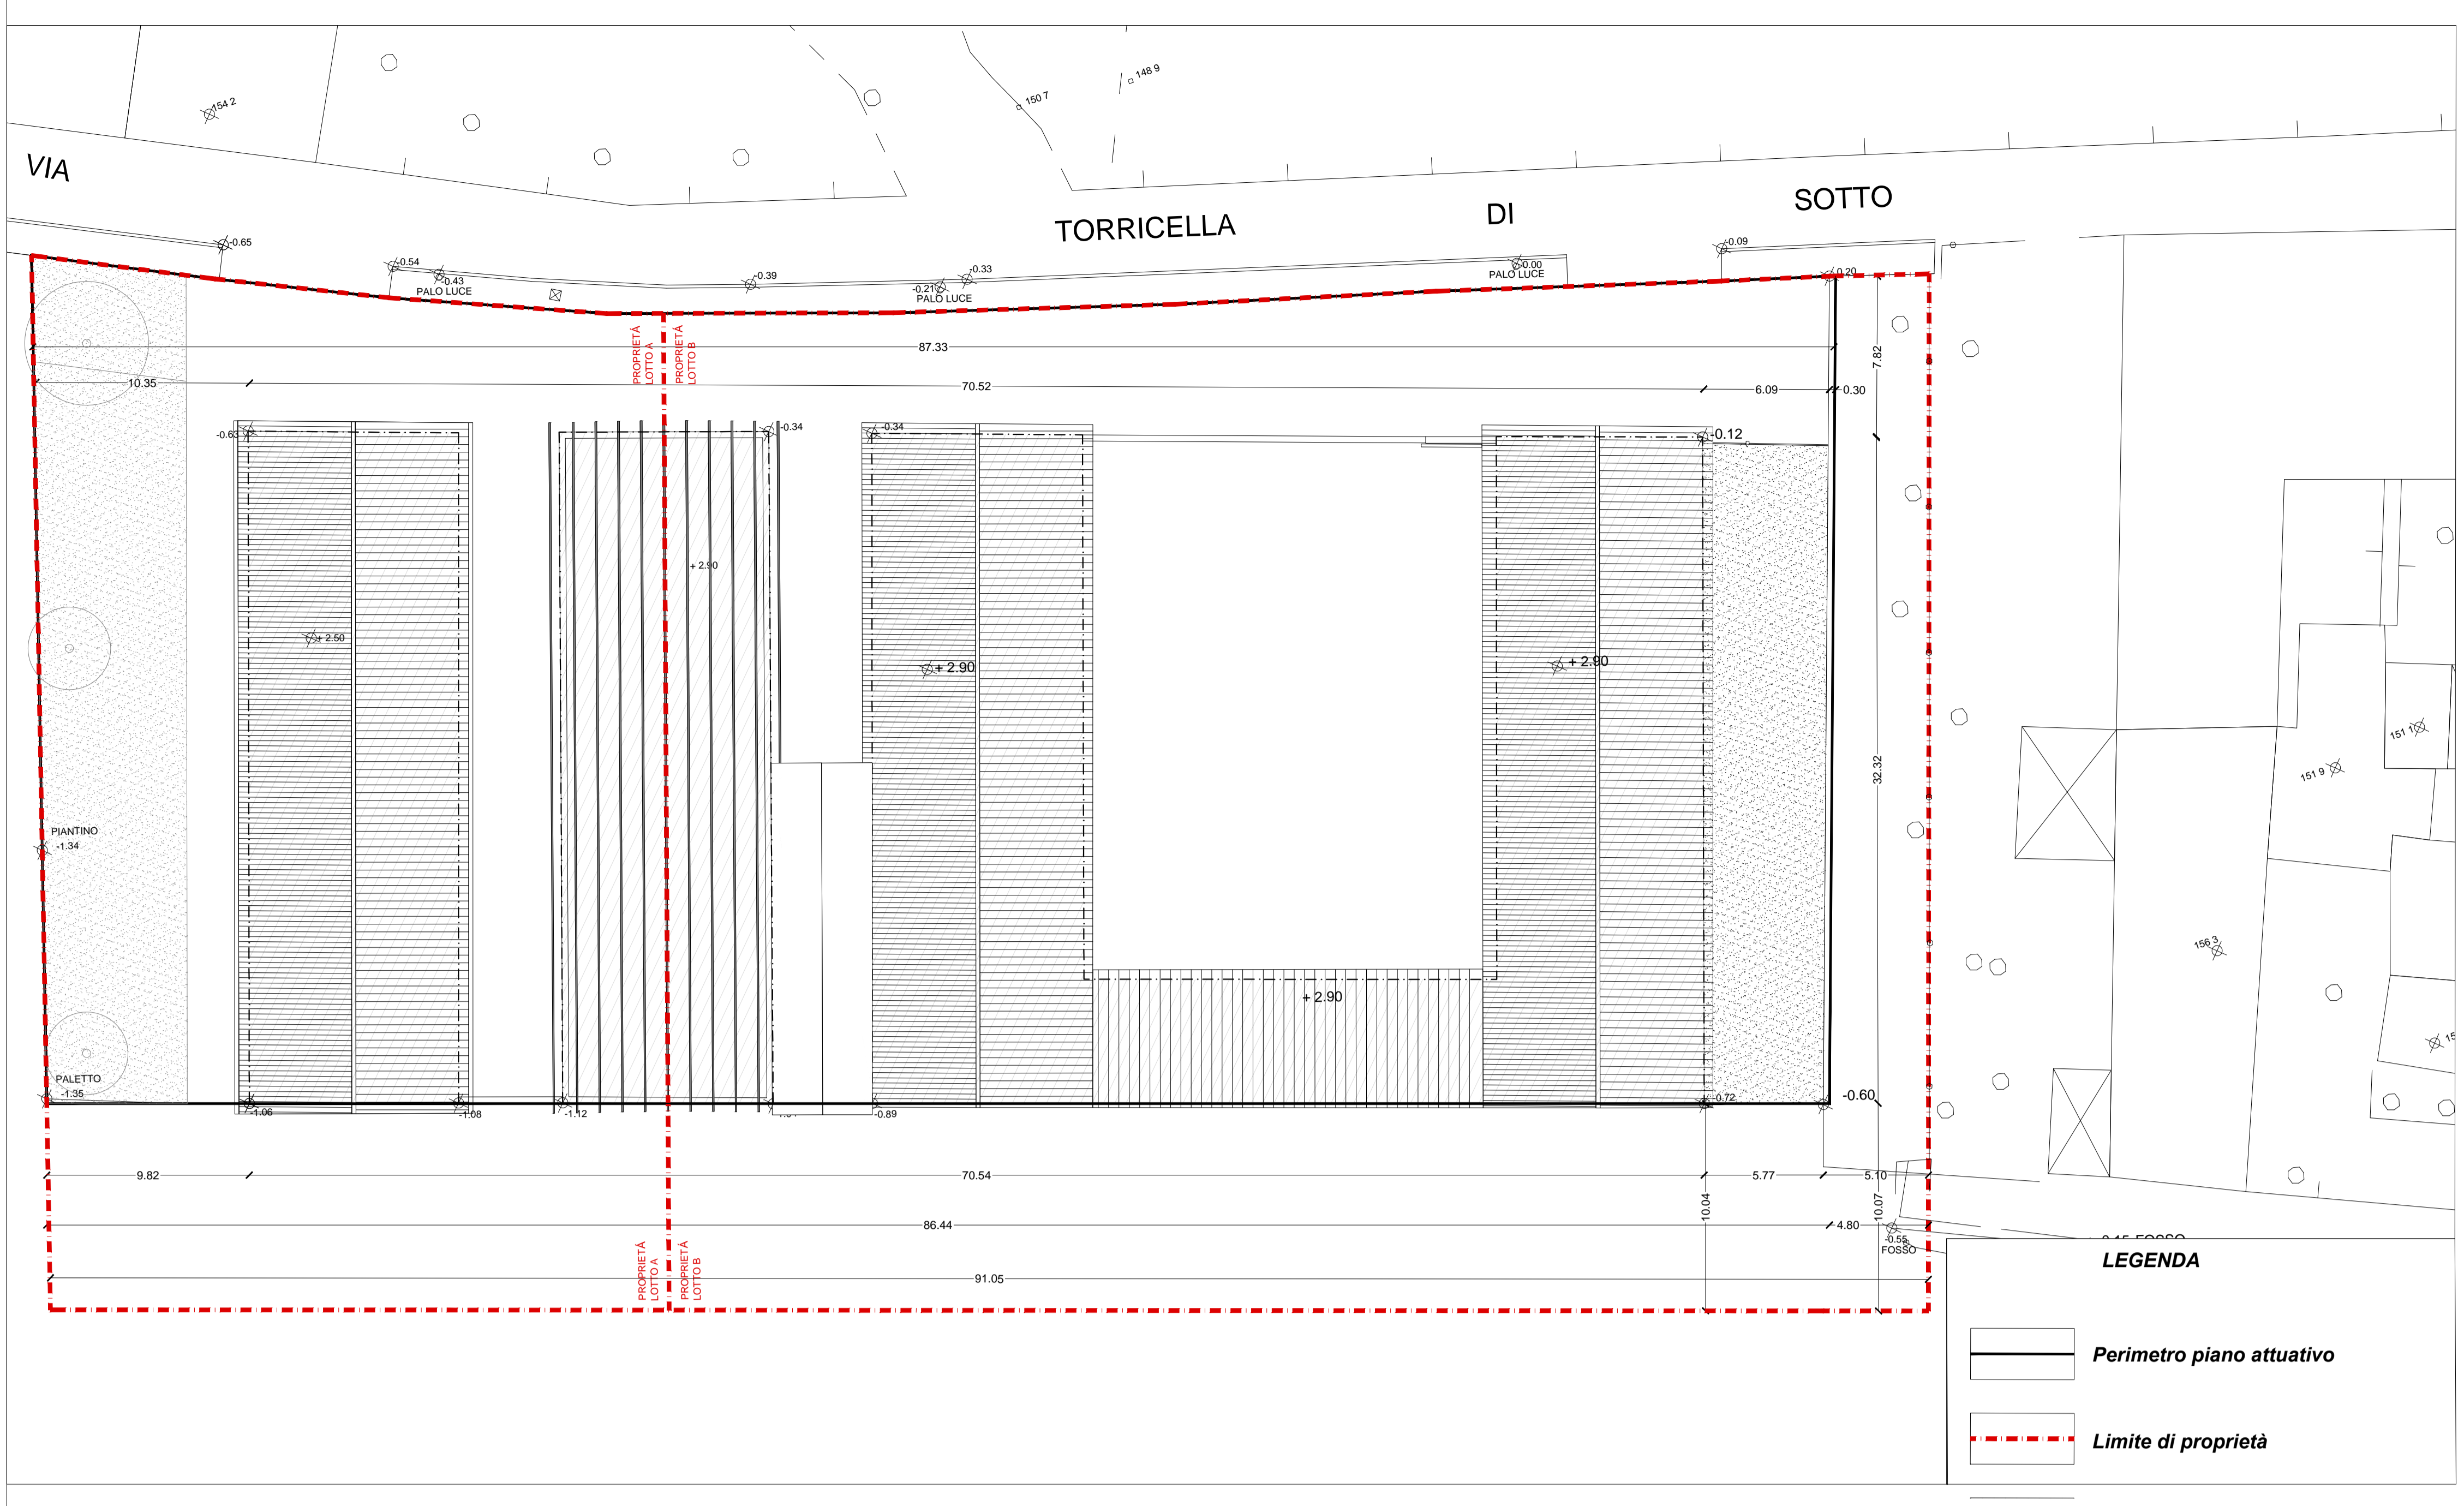 154 2
150 7
148 9
VIA
TORRICELLA
DI
SOTTO
-0.65
-0.54
-0.43
PALO LUCE
-0.39
-0.33
-0.21
PALO LUCE
0.00
PALO LUCE
-0.09
0.20
PROPRIETÁ
LOTTO A
PROPRIETÁ
LOTTO B
87.33
7.82
10.35
70.52
6.09
0.30
-0.63
-0.34
-0.34
-0.12
+ 2.90
+ 2.50
+ 2.90
+ 2.90
+ 2.90
32.32
151 1
151 9
156 3
PIANTINO
-1.34
PALETTO
-1.35
-1.06
-1.08
-1.12
-0.89
-0.72
-0.60
9.82
70.54
5.77
5.10
10.04
10.07
86.44
4.80
-0.55
FOSSO
PROPRIETÁ
LOTTO A
PROPRIETÁ
LOTTO B
91.05
LEGENDA
Perimetro piano attuativo
Limite di proprietà